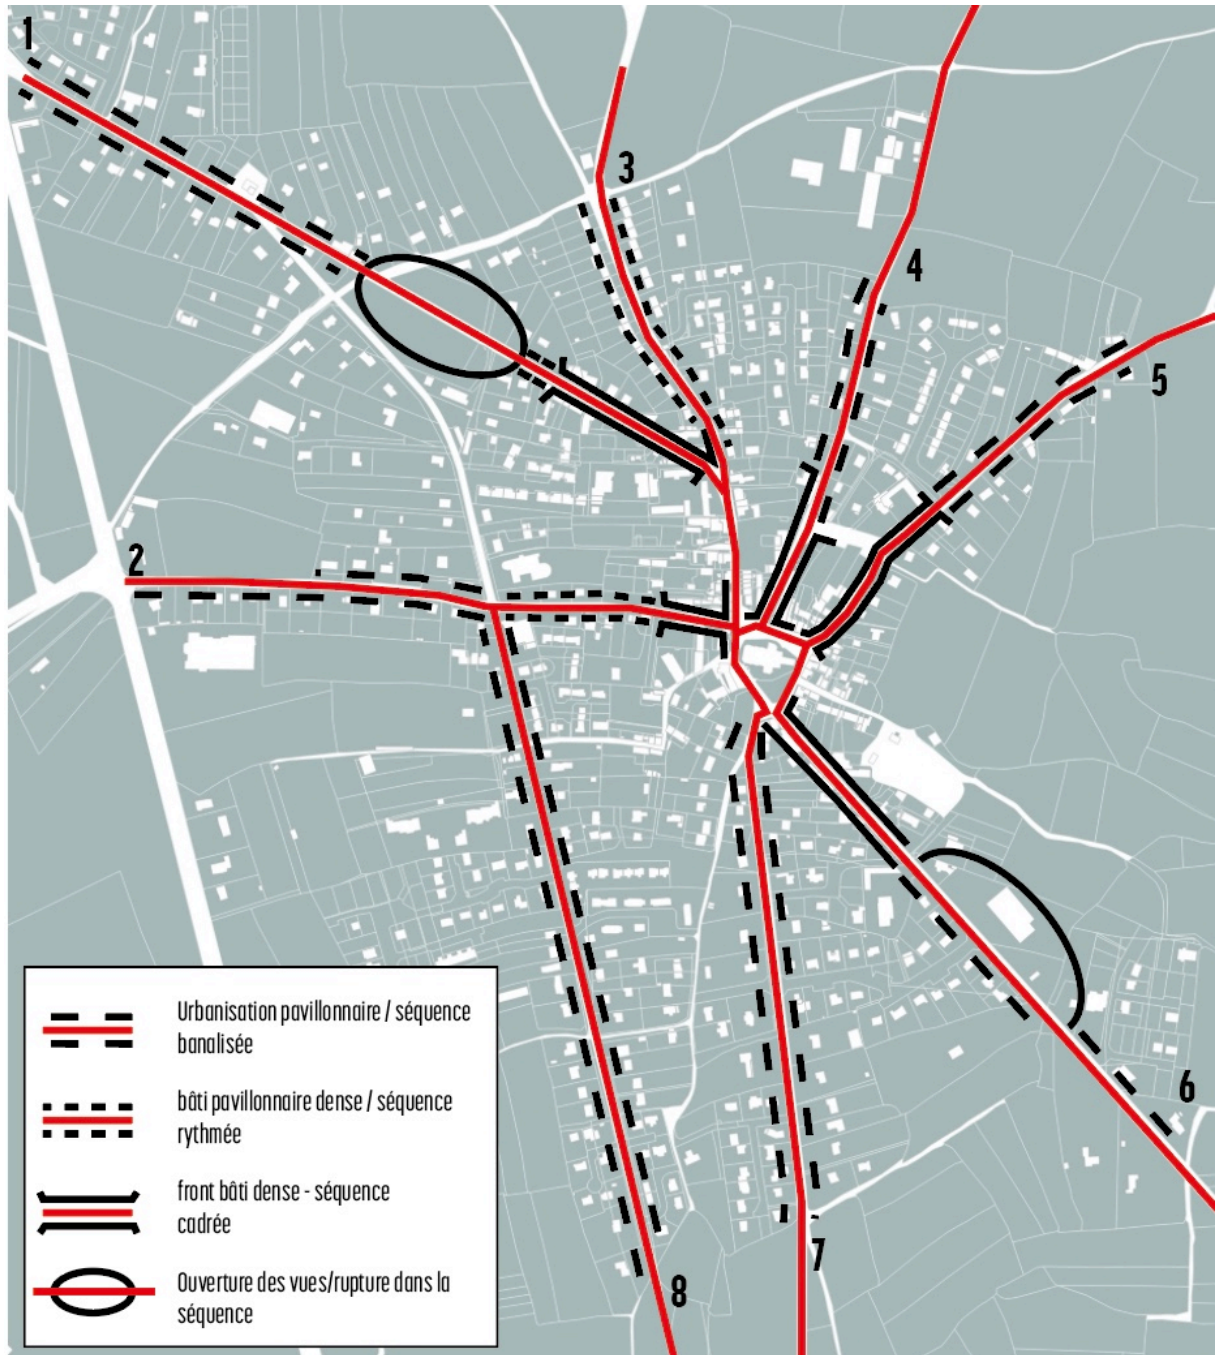 1
3
4
5
2
6
7
8
Urbanisation pavillonnaire / séquence
banalisée
bâti pavillonnaire dense / séquence
rythmée
front bâti dense - séquence
cadrée
Ouverture des vues/rupture dans la
séquence